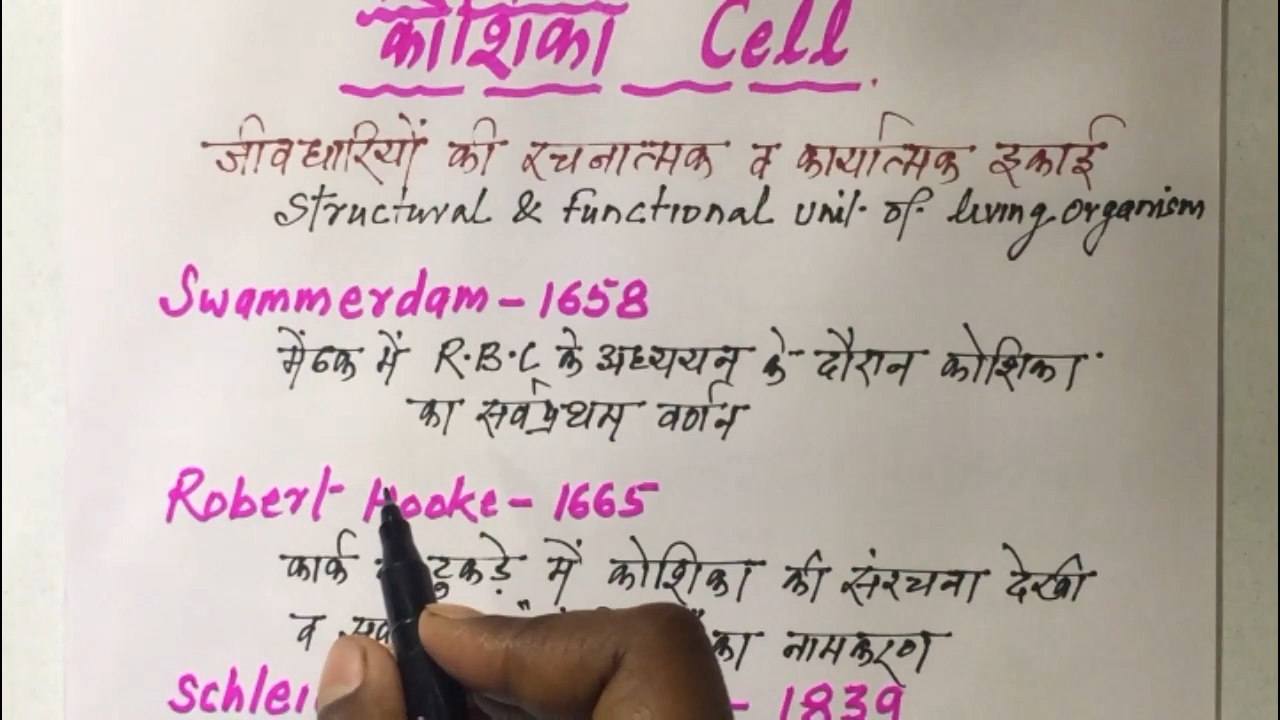 कोशिका Cell
जीवधारियों की रचनात्मक व कार्यात्मक इकाई
Structural & functional unit of living organism
Swammerdam - 1658
मेंढक में R.B.C के अध्ययन के दौरान कोशिका
का सर्वप्रथम वर्णन
Robert Hooke - 1665
कार्क टुकड़े में कोशिका की संरचना देखी
व का नामकरण
- 1839